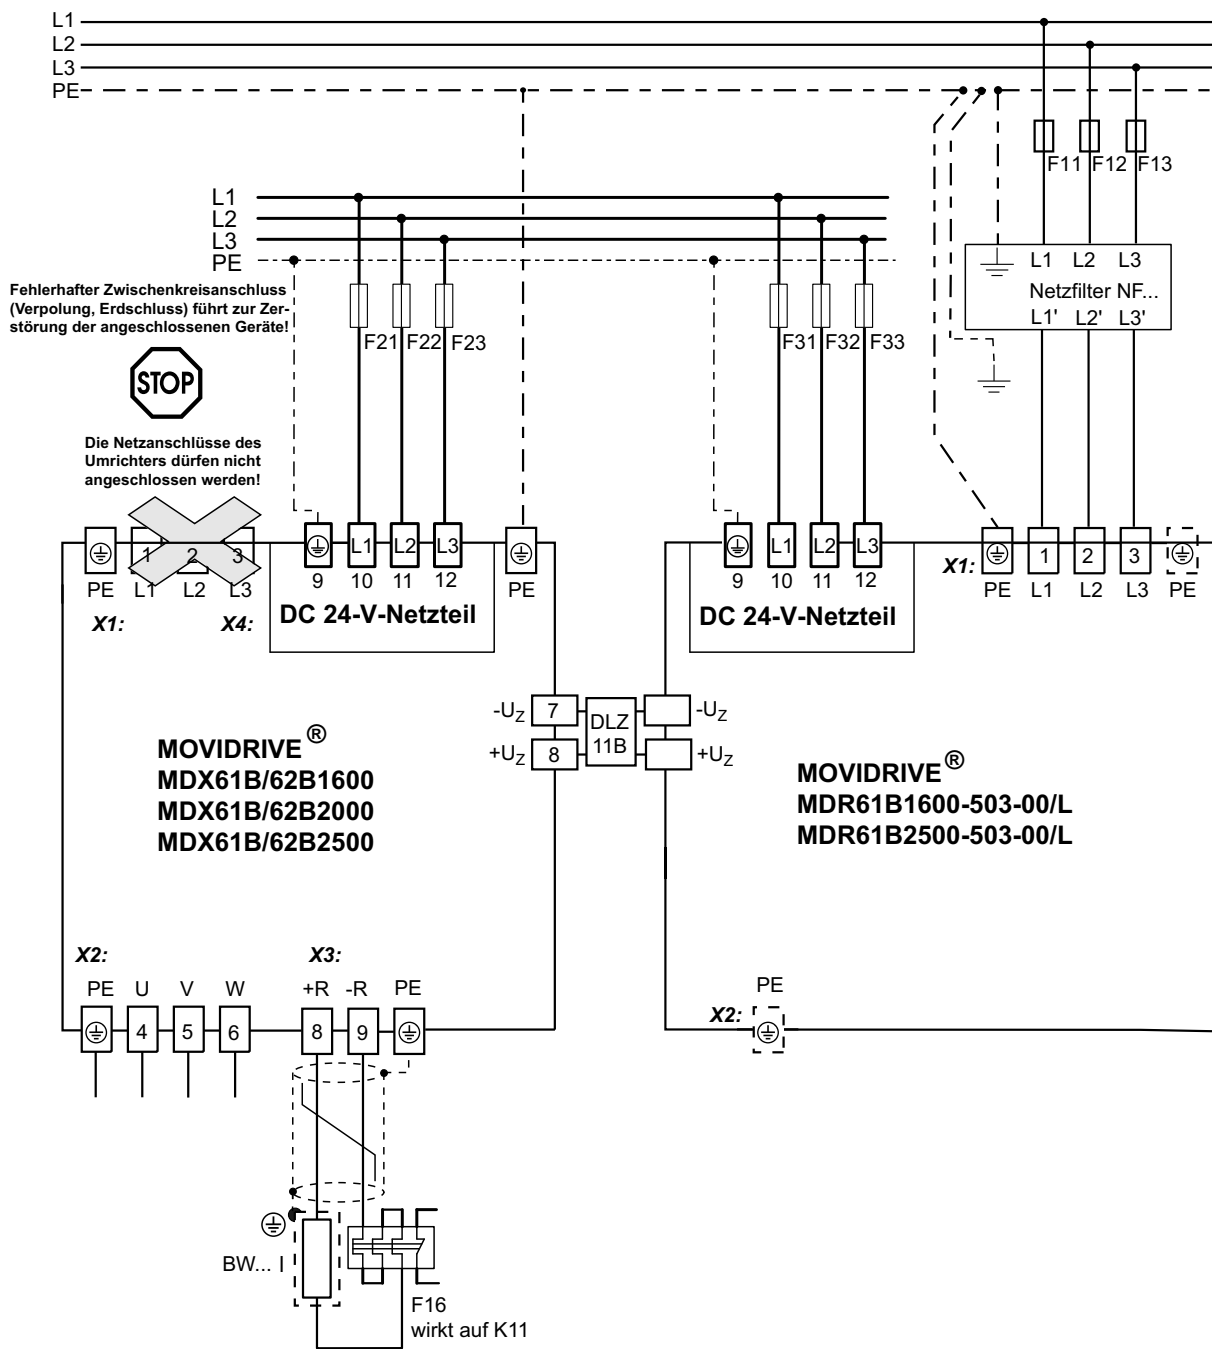 L1
L2
L3
PE
F11 F12 F13
L1
L2
L3
PE
L1 L2 L3
Netzfilter NF...
L1' L2' L3'
Fehlerhafter Zwischenkreisanschluss
(Verpolung, Erdschluss) führt zur Zer-
störung der angeschlossenen Geräte!
F21 F22 F23
F31 F32 F33
STOP
Die Netzanschlüsse des
Umrichters dürfen nicht
angeschlossen werden!
1 2 3
L1 L2 L3
L1 L2 L3
X1:
1 2 3
PE L1 L2 L3
9 10 11 12
PE
9 10 11 12
PE L1 L2 L3 PE
X1: X4:
DC 24-V-Netzteil
DC 24-V-Netzteil
-UZ 7
DLZ
11B
-UZ
+UZ 8
+UZ
MOVIDRIVE®
MDX61B/62B1600
MDX61B/62B2000
MDX61B/62B2500
MOVIDRIVE®
MDR61B1600-503-00/L
MDR61B2500-503-00/L
X2: X3:
PE U V W +R -R PE
4 5 6 8 9
PE
X2:
BW... I
F16
wirkt auf K11